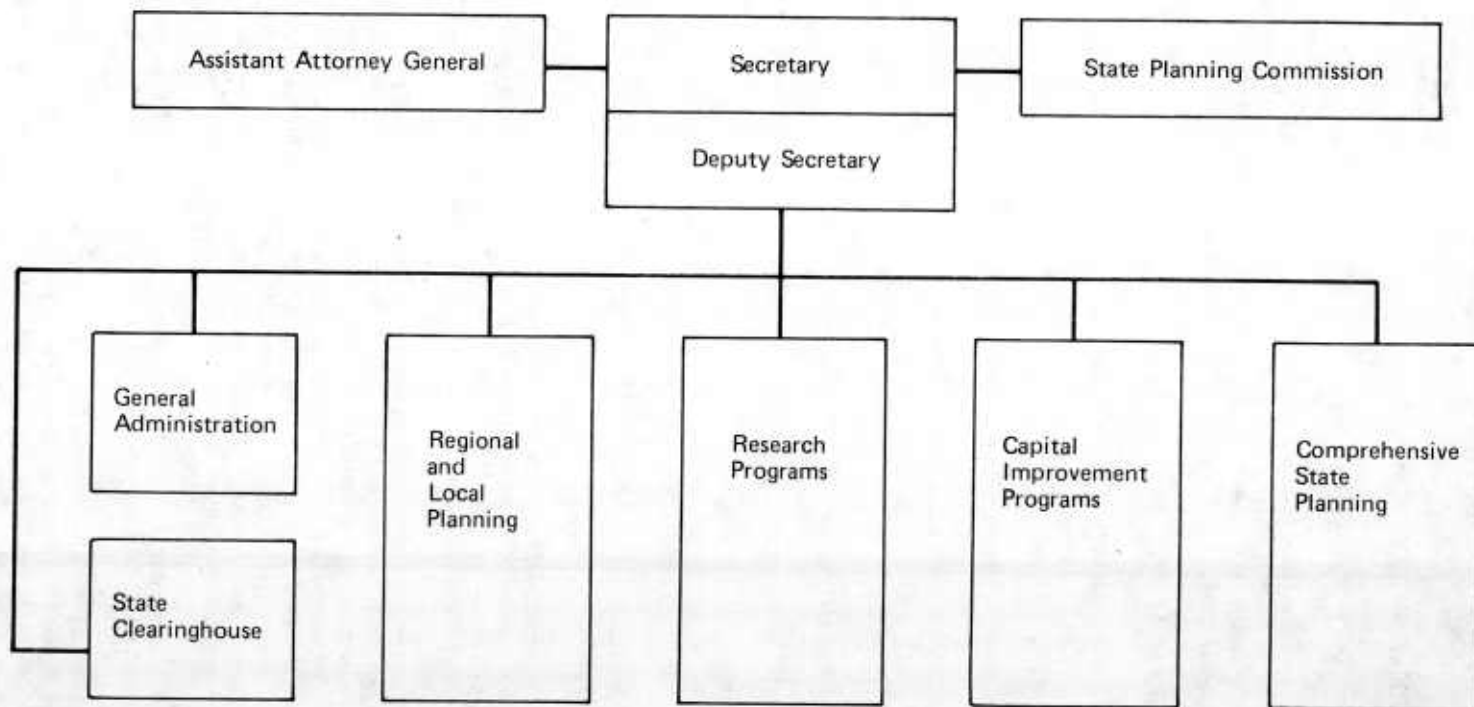 Assistant Attorney General
Secretary
State Planning Commission
Deputy Secretary
General
Administration
Regional
and
Local
Planning
Research
Programs
Capital
Improvement
Programs
Comprehensive
State
Planning
State
Clearinghouse